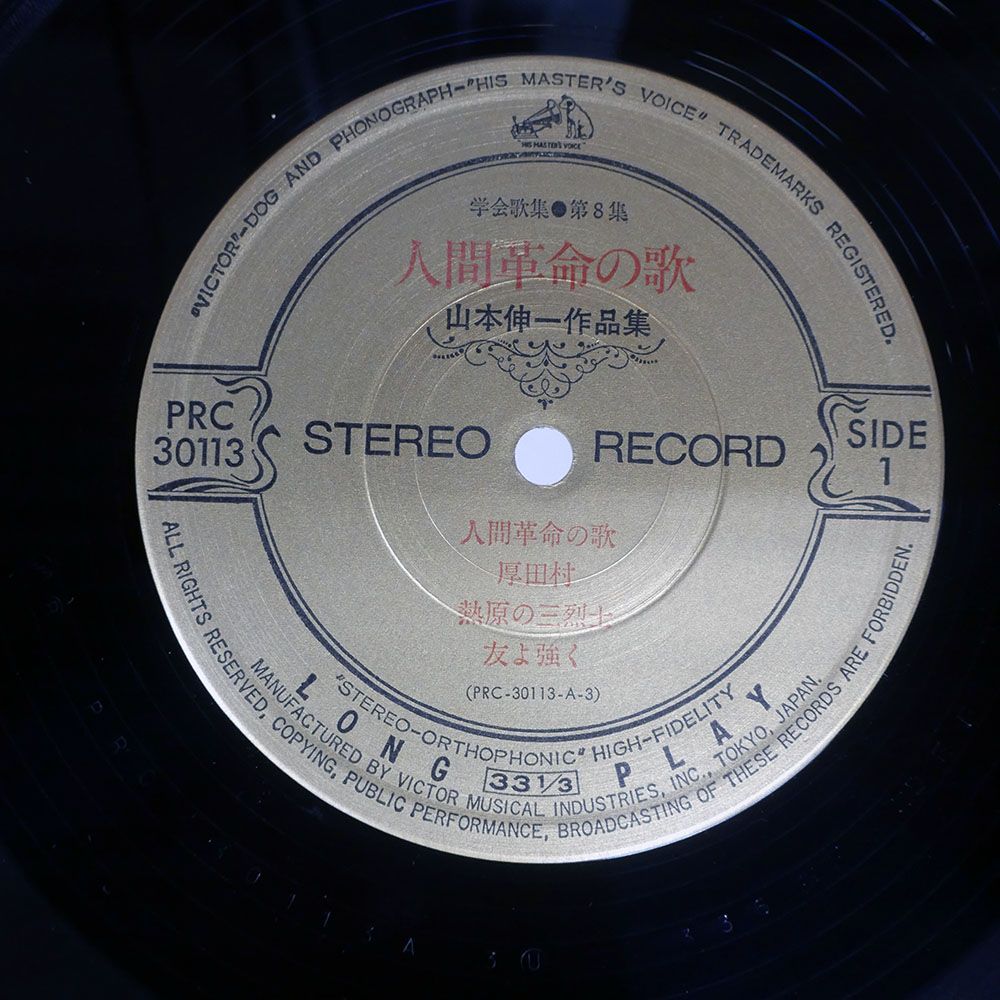 "VICTOR"-DOG AND PHONOGRAPH-"HIS MASTER'S VOICE" TRADEMARKS REGISTERED.
"HIS MASTER'S VOICE"
学会歌集●第8集
人間革命の歌
山本伸一作品集
PRC
30113
STEREO RECORD
SIDE
1
人間革命の歌
厚田村
熱原の三烈士
友よ強く
(PRC-30113-A-3)
"STEREO-ORTHOPHONIC" HIGH-FIDELITY
LONG 33 1/3 PLAY
MANUFACTURED BY VICTOR MUSICAL INDUSTRIES, INC., TOKYO, JAPAN.
ALL RIGHTS RESERVED, COPYING, PUBLIC PERFORMANCE, BROADCASTING OF THESE RECORDS ARE FORBIDDEN.